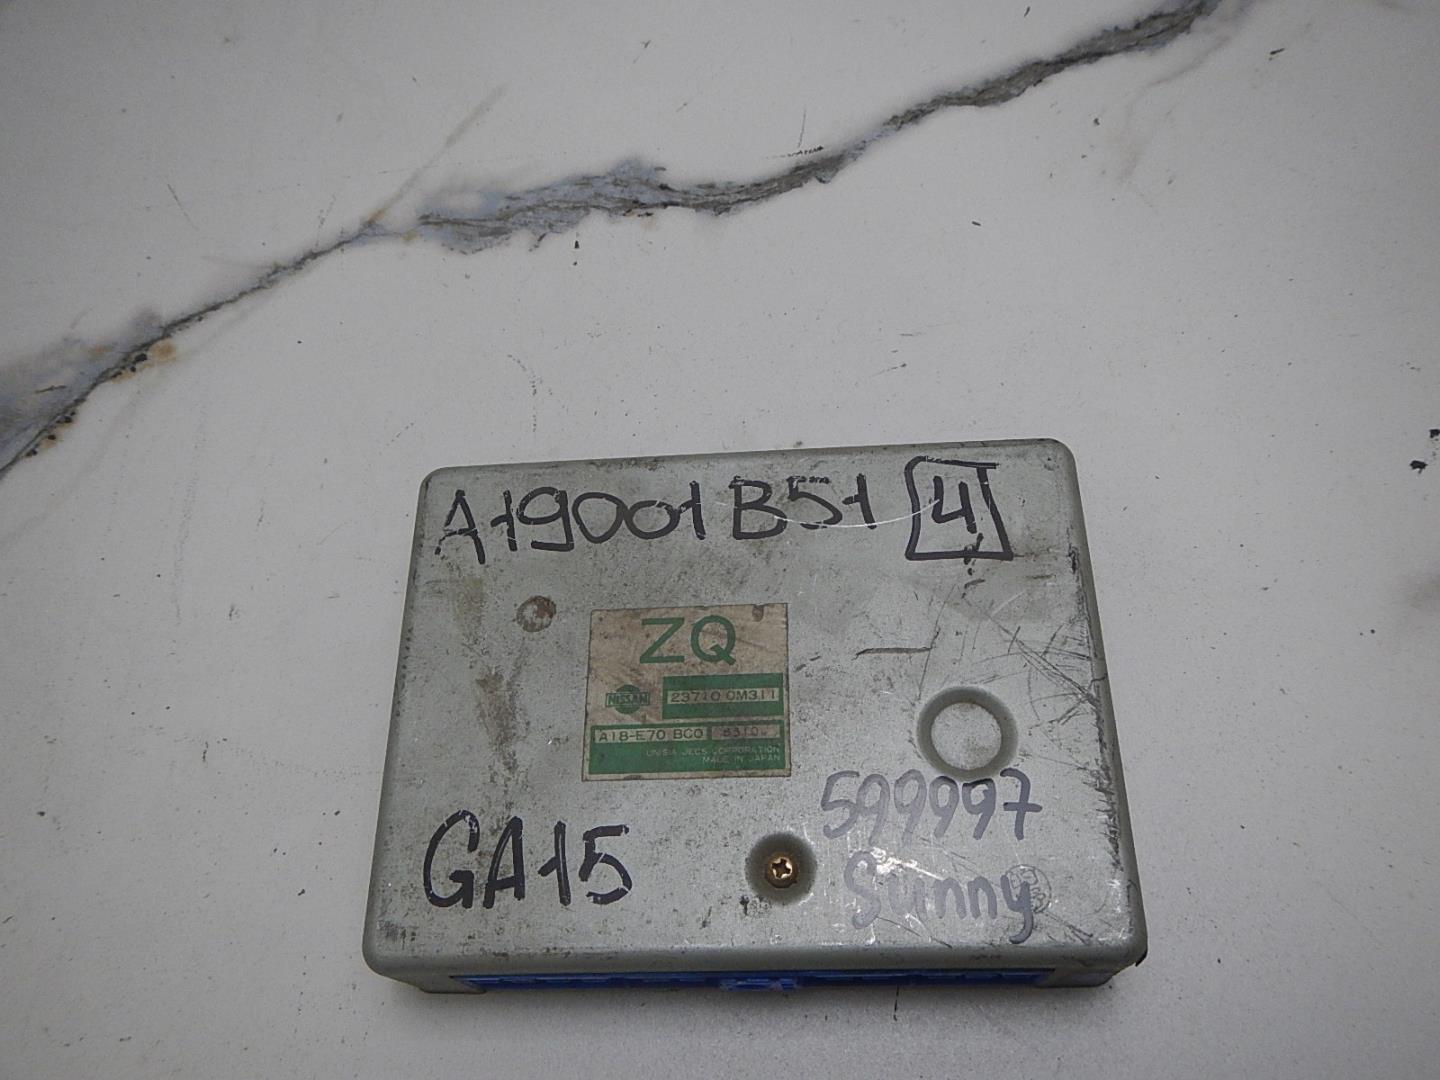 A19001B51 4
ZQ
NISSAN 23710 0M311
A18-E70 BC0
UNISIA JECS CORPORATION
MADE IN JAPAN
599997
GA15
Sunny